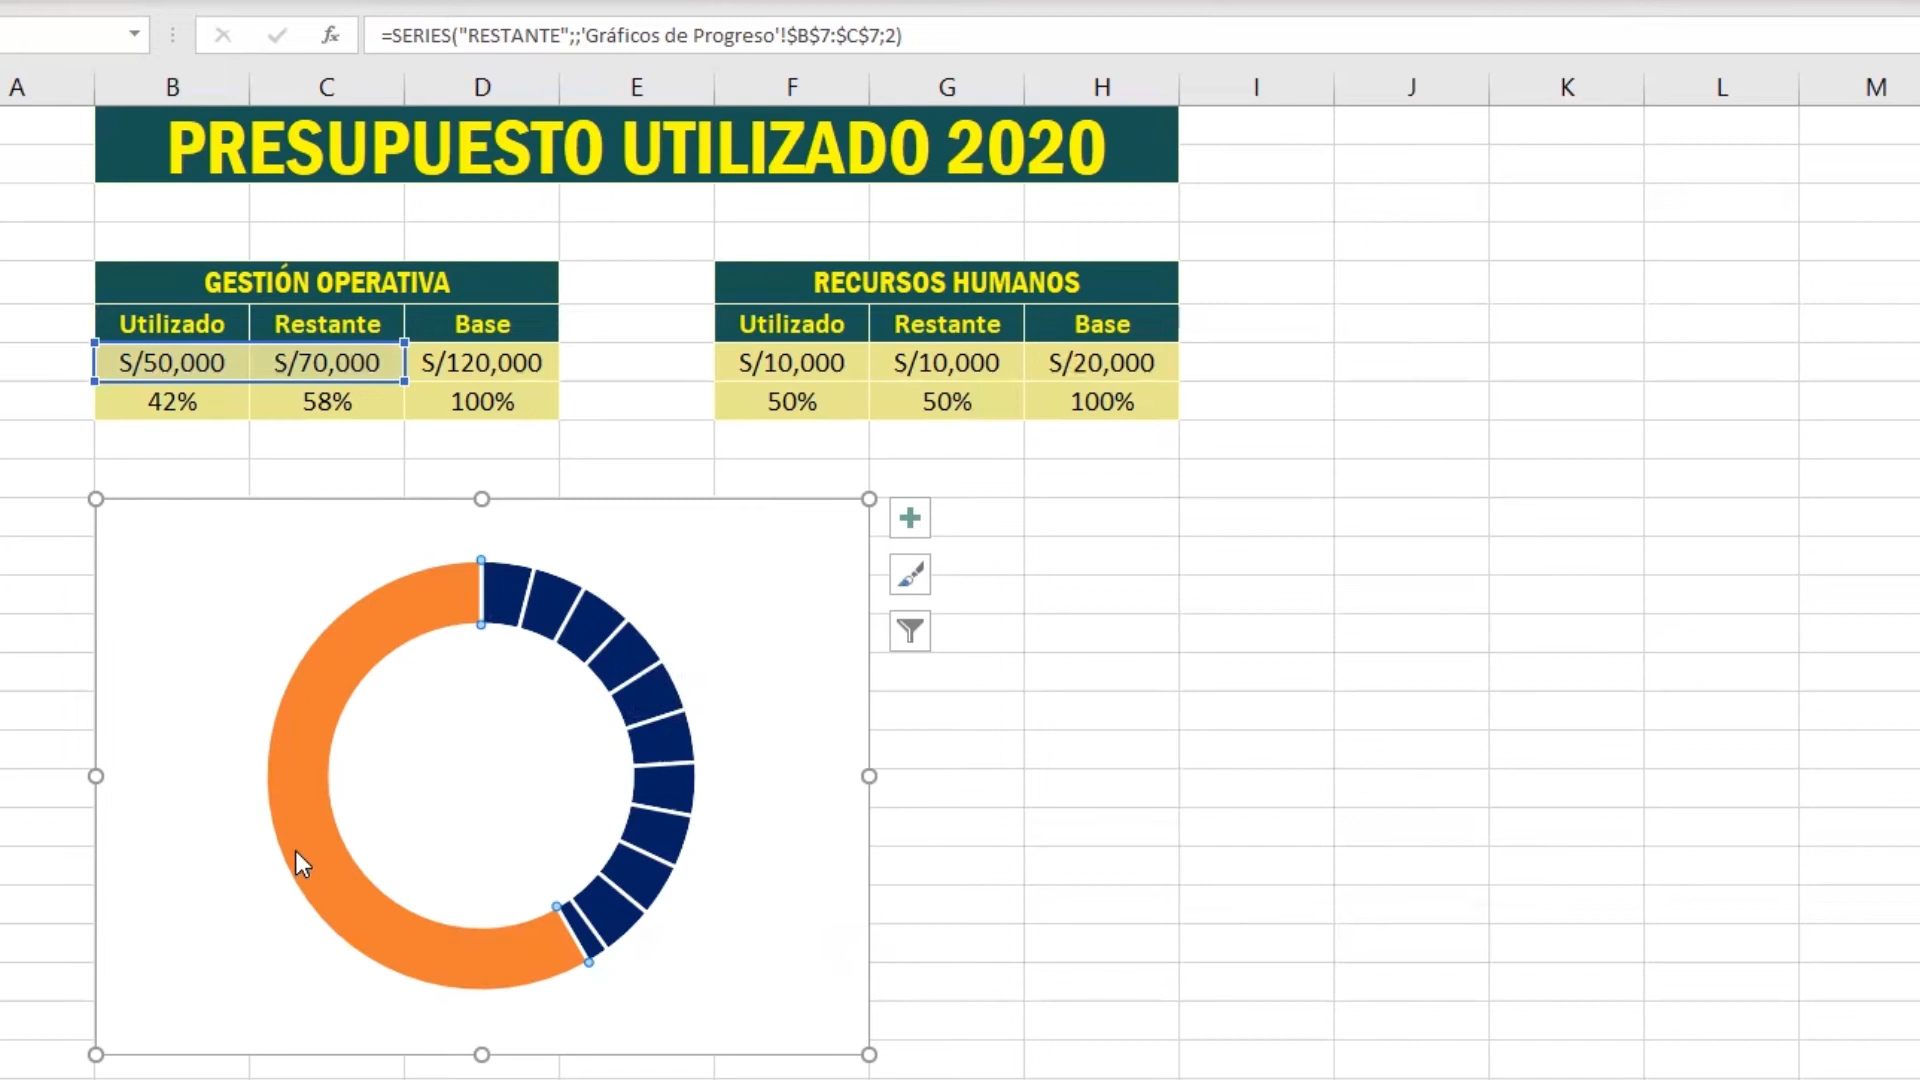 fx =SERIES("RESTANTE";;'Gráficos de Progreso'!$B$7:$C$7;2)
A B C D E F G H I J K L M
PRESUPUESTO UTILIZADO 2020
GESTIÓN OPERATIVA RECURSOS HUMANOS
Utilizado Restante Base Utilizado Restante Base
S/50,000 S/70,000 S/120,000 S/10,000 S/10,000 S/20,000
42% 58% 100% 50% 50% 100%